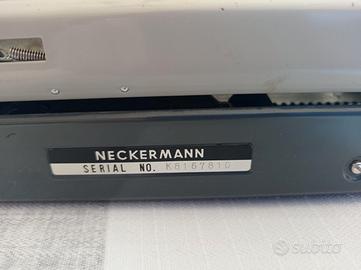 NECKERMANN
SERIAL NO. K8167810
subito